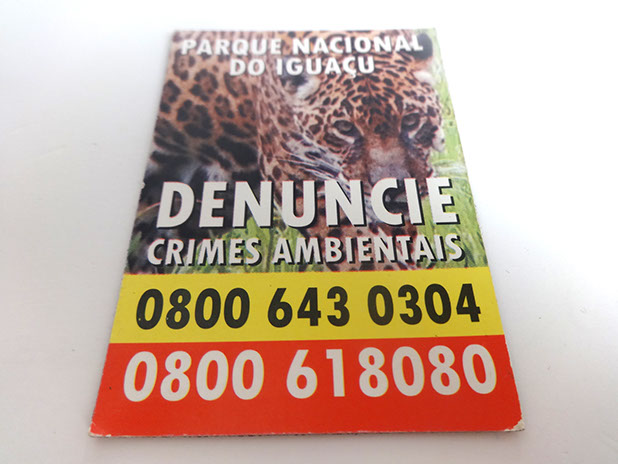 PARQUE NACIONAL
DO IGUAÇU
DENUNCIE
CRIMES AMBIENTAIS
0800 643 0304
0800 618080